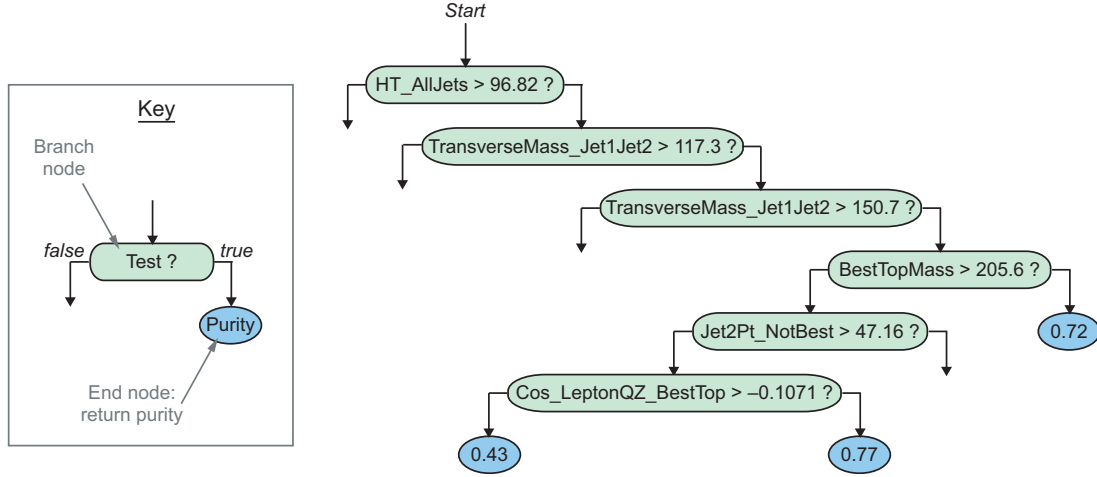 Start
HT_AllJets > 96.82 ?
Key
Branch
node
TransverseMass_Jet1Jet2 > 117.3 ?
TransverseMass_Jet1Jet2 > 150.7 ?
false
true
Test ?
BestTopMass > 205.6 ?
Purity
Jet2Pt_NotBest > 47.16 ?
0.72
End node:
return purity
Cos_LeptonQZ_BestTop > –0.1071 ?
0.43
0.77